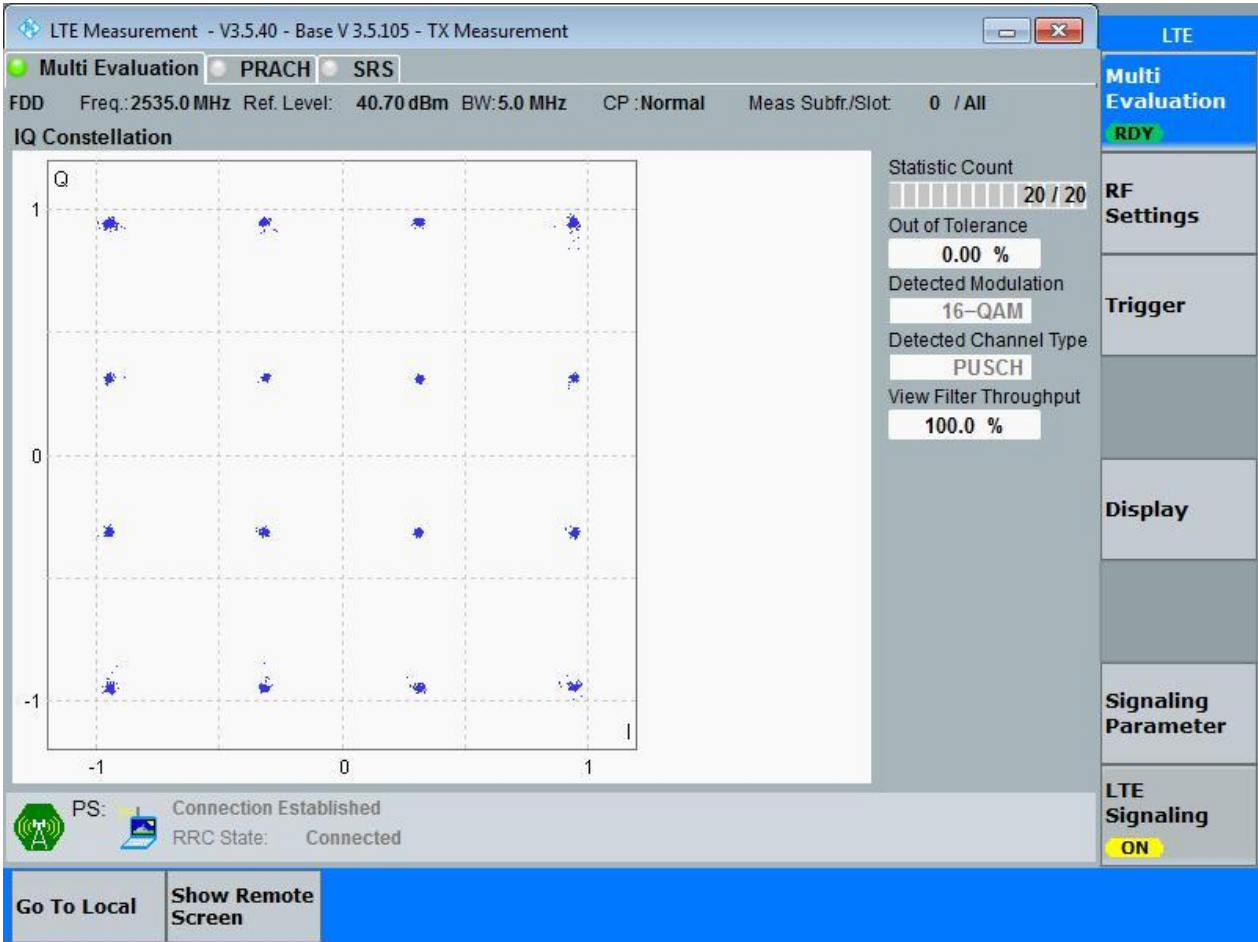 LTE Measurement - V3.5.40 - Base V 3.5.105 - TX Measurement
LTE
Multi Evaluation PRACH SRS
FDD Freq.: 2535.0 MHz Ref. Level: 40.70 dBm BW: 5.0 MHz CP : Normal Meas Subfr./Slot: 0 / All
IQ Constellation
Q
1
0
-1
I
-1 0 1
Statistic Count
20 / 20
Out of Tolerance
0.00 %
Detected Modulation
16-QAM
Detected Channel Type
PUSCH
View Filter Throughput
100.0 %
Multi
Evaluation
RDY
RF
Settings
Trigger
Display
Signaling
Parameter
LTE
Signaling
ON
PS: Connection Established
RRC State: Connected
Go To Local
Show Remote
Screen